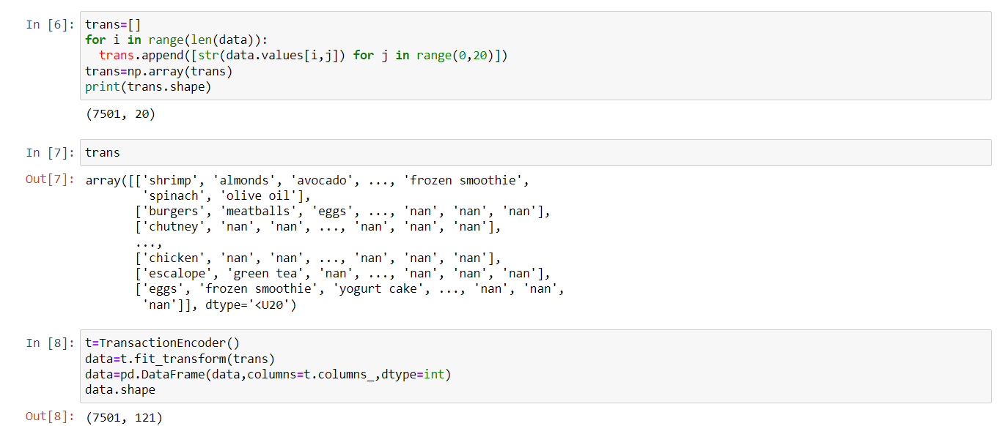 In [6]: trans=[]
for i in range(len(data)):
  trans.append([str(data.values[i,j]) for j in range(0,20)])
trans=np.array(trans)
print(trans.shape)
(7501, 20)
In [7]: trans
Out[7]: array([['shrimp', 'almonds', 'avocado', ..., 'frozen smoothie',
'spinach', 'olive oil'],
['burgers', 'meatballs', 'eggs', ..., 'nan', 'nan', 'nan'],
['chutney', 'nan', 'nan', ..., 'nan', 'nan', 'nan'],
...,
['chicken', 'nan', 'nan', ..., 'nan', 'nan', 'nan'],
['escalope', 'green tea', 'nan', ..., 'nan', 'nan', 'nan'],
['eggs', 'frozen smoothie', 'yogurt cake', ..., 'nan', 'nan',
'nan']], dtype='<U20')
In [8]: t=TransactionEncoder()
data=t.fit_transform(trans)
data=pd.DataFrame(data,columns=t.columns_,dtype=int)
data.shape
Out[8]: (7501, 121)